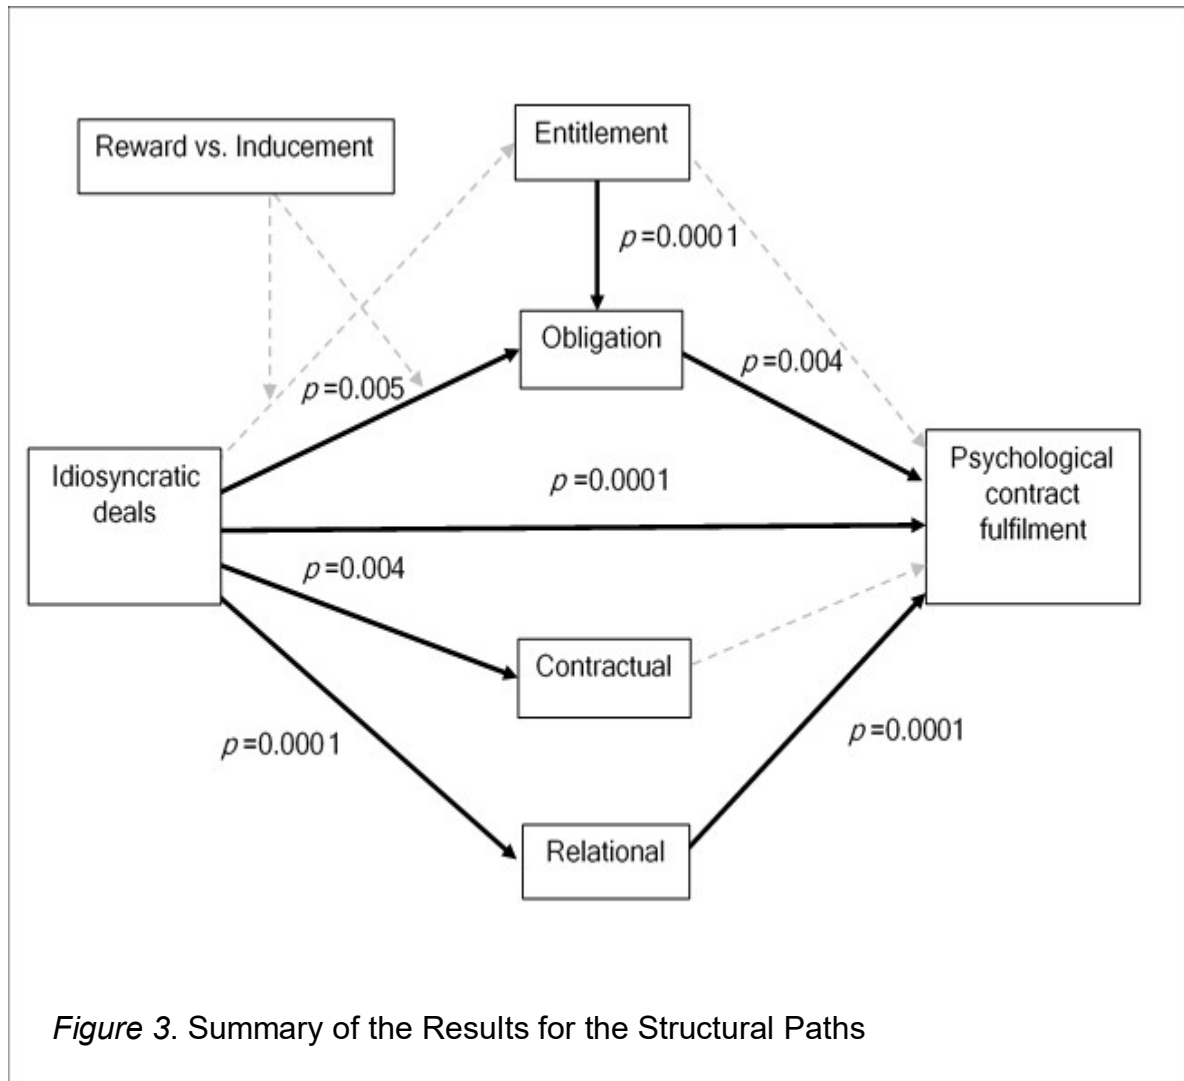 Reward vs. Inducement
Entitlement
p=0.0001
Obligation
p=0.005
p=0.004
Idiosyncratic
deals
p=0.0001
Psychological
contract
fulfilment
p=0.004
Contractual
p=0.0001
p=0.0001
Relational
Figure 3. Summary of the Results for the Structural Paths